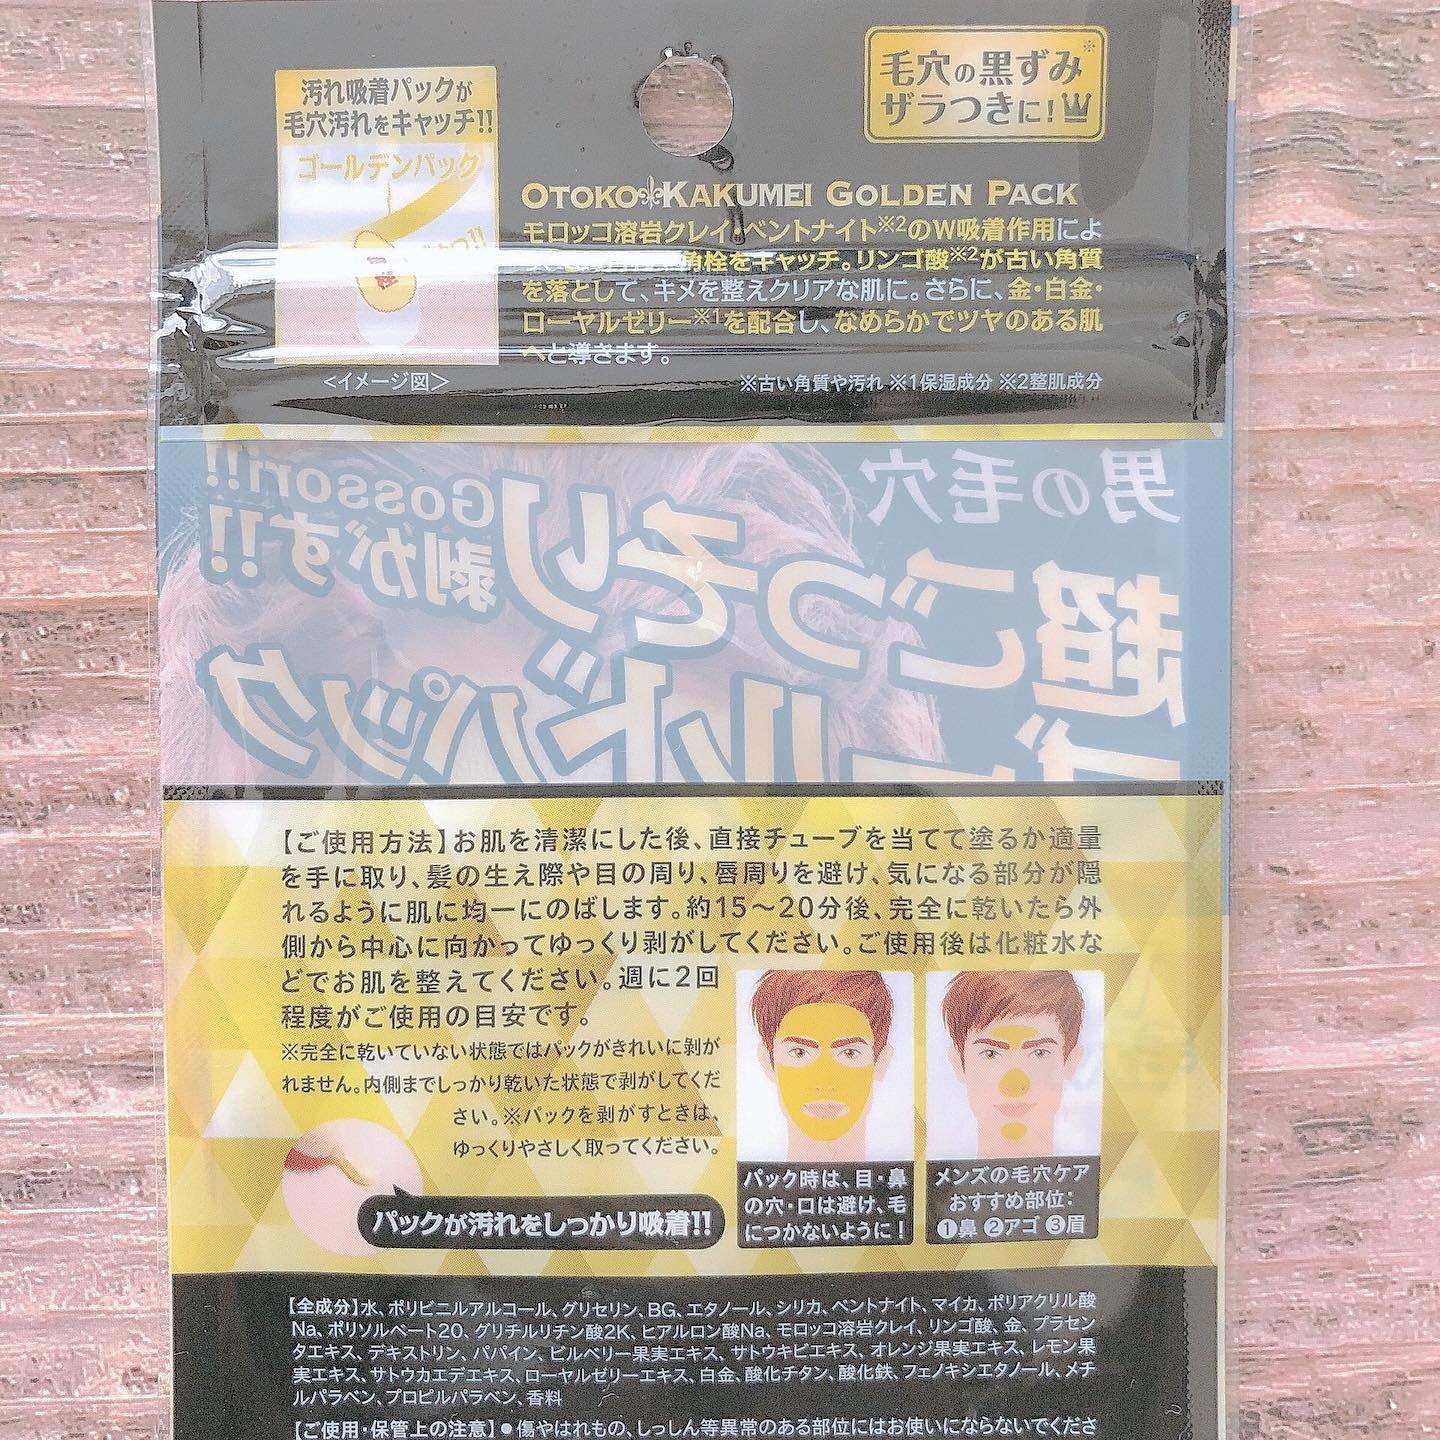 汚れ吸着パックが
毛穴汚れをキャッチ!!
ゴールデンパック
角栓
<イメージ図>
毛穴の黒ずみ※
ザラつきに!
OTOKO KAKUMEI GOLDEN PACK
モロッコ溶岩クレイ、ベントナイト※2のW吸着作用によ
角栓をキャッチ。リンゴ酸※2が古い角質
を落として、キメを整えクリアな肌に。さらに、金・白金・
ローヤルゼリー※1を配合し、なめらかでツヤのある肌
へと導きます。
※古い角質や汚れ ※1保湿成分 ※2整肌成分
男の毛穴
超ごっそり
Gossori!!
剥がす!!
ゴールドパック
【ご使用方法】お肌を清潔にした後、直接チューブを当てて塗るか適量
を手に取り、髪の生え際や目の周り、唇周りを避け、気になる部分が隠
れるように肌に均一にのばします。約15〜20分後、完全に乾いたら外
側から中心に向かってゆっくり剥がしてください。ご使用後は化粧水な
どでお肌を整えてください。週に2回
程度がご使用の目安です。
※完全に乾いていない状態ではパックがきれいに剥が
れません。内側までしっかり乾いた状態で剥がしてくだ
さい。※パックを剥がすときは、
ゆっくりやさしく取ってください。
パックが汚れをしっかり吸着!!
パック時は、目・鼻
の穴・口は避け、毛
につかないように!
メンズの毛穴ケア
おすすめ部位:
❶鼻 ❷アゴ ❸眉
【全成分】水、ポリビニルアルコール、グリセリン、BG、エタノール、シリカ、ベントナイト、マイカ、ポリアクリル酸
Na、ポリソルベート20、グリチルリチン酸2K、ヒアルロン酸Na、モロッコ溶岩クレイ、リンゴ酸、金、プラセン
タエキス、デキストリン、パパイン、ビルベリー果実エキス、サトウキビエキス、オレンジ果実エキス、レモン果
実エキス、サトウカエデエキス、ローヤルゼリーエキス、白金、酸化チタン、酸化鉄、フェノキシエタノール、メチ
ルパラベン、プロピルパラベン、香料
【ご使用・保管上の注意】●傷やはれもの、しっしん等異常のある部位にはお使いにならないでくださ